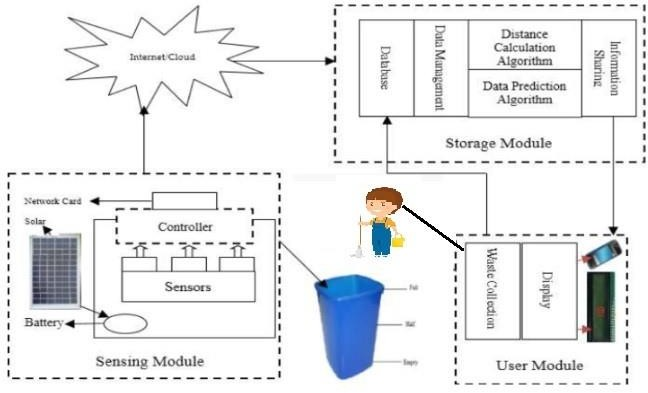 Internet/Cloud
Database
Data Management
Distance
Calculation
Algorithm
Data Prediction
Algorithm
Information
Sharing
Storage Module
Network Card
Solar
Controller
Sensors
Battery
Sensing Module
Full
Half
Empty
Waste Collection
Display
User Module